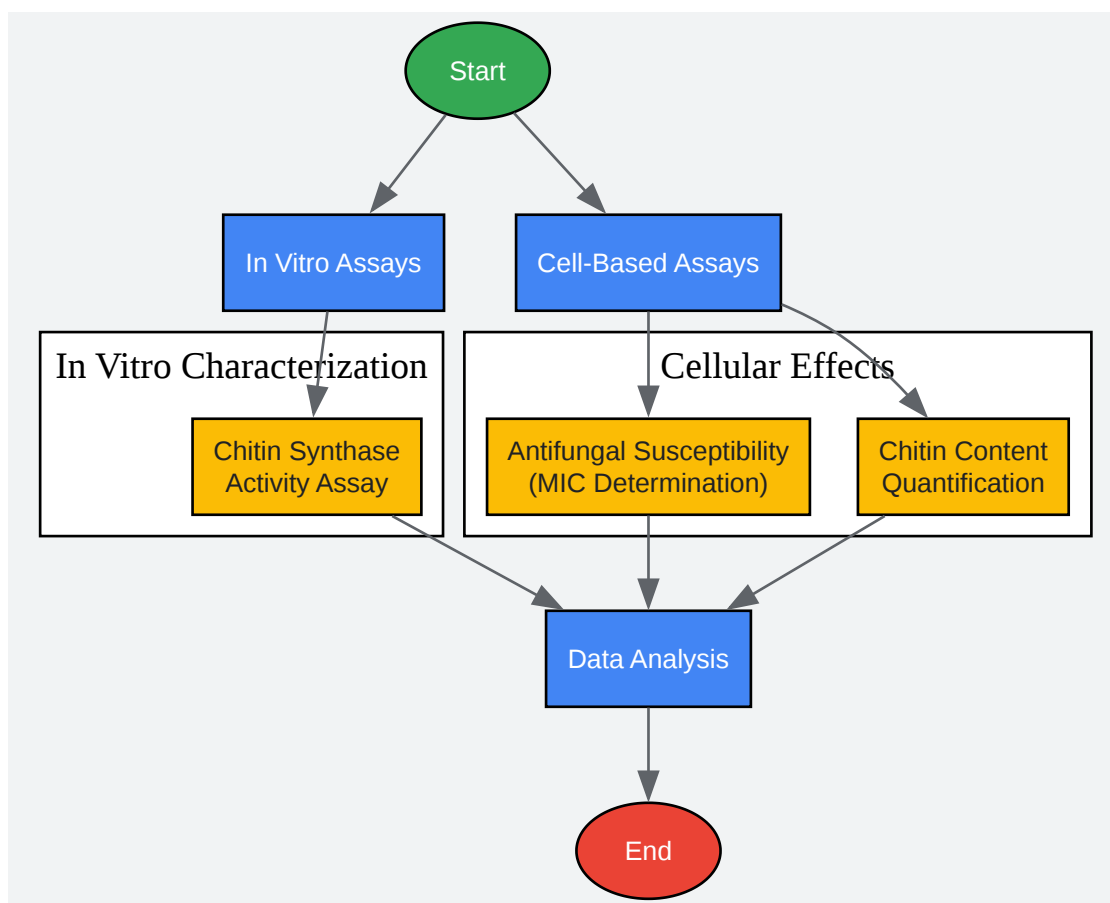 Start
In Vitro Assays
Cell-Based Assays
In Vitro Characterization
Cellular Effects
Chitin Synthase
Activity Assay
Antifungal Susceptibility
(MIC Determination)
Chitin Content
Quantification
Data Analysis
End